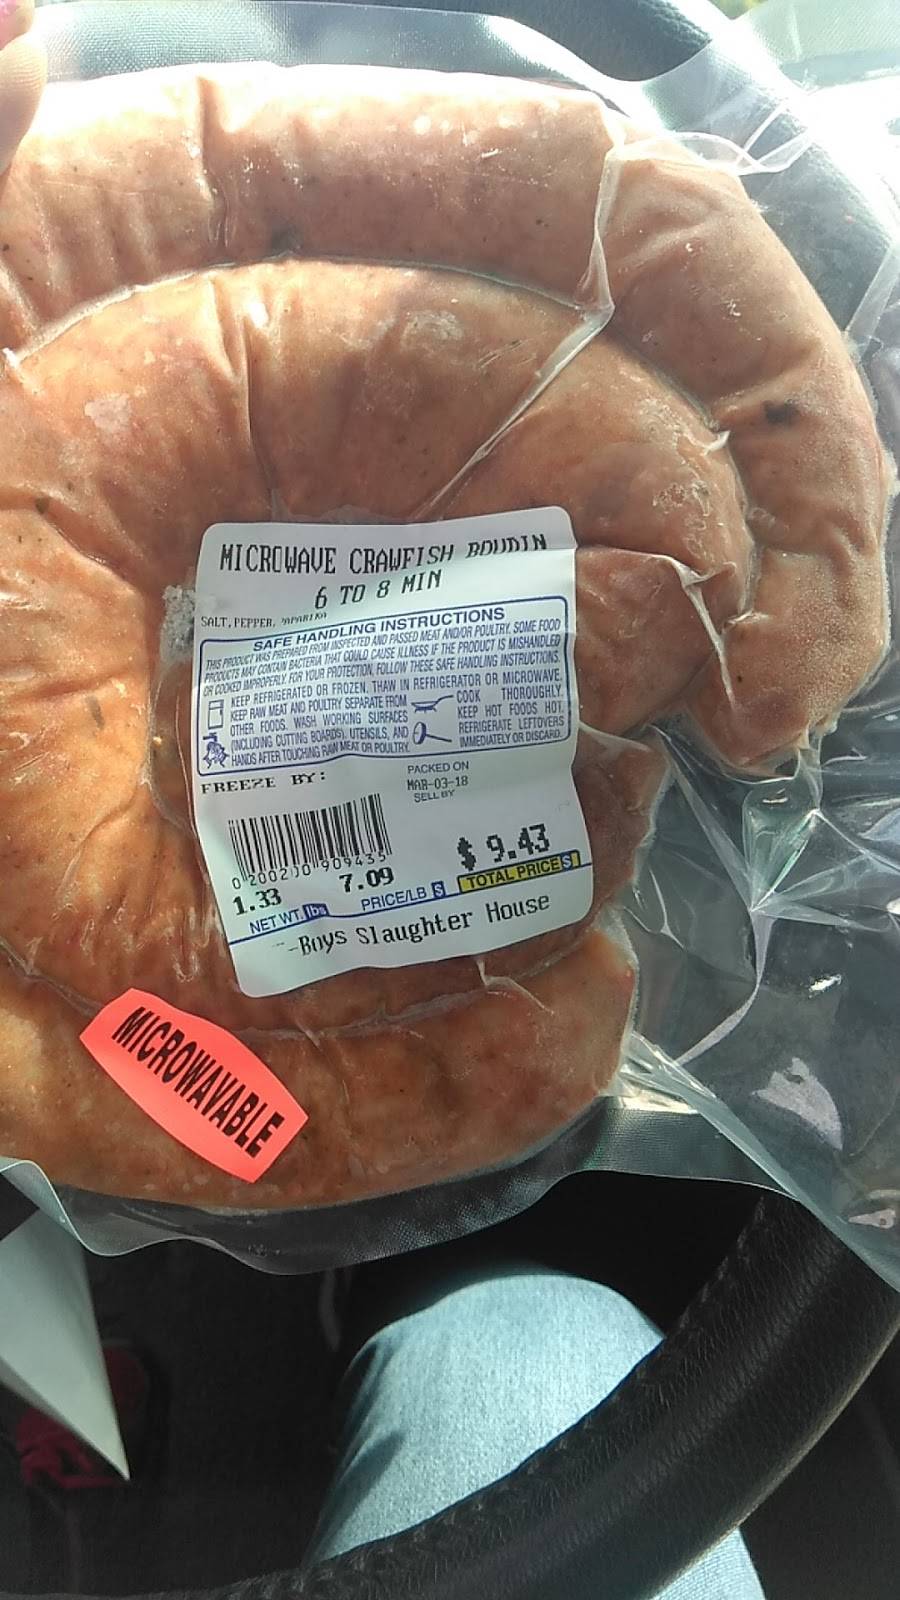 MICROWAVE CRAWFISH BOUDIN
6 TO 8 MIN
SALT, PEPPER, PAPARIKA
SAFE HANDLING INSTRUCTIONS
THIS PRODUCT WAS PREPARED FROM INSPECTED AND PASSED MEAT AND/OR POULTRY. SOME FOOD
PRODUCTS MAY CONTAIN BACTERIA THAT COULD CAUSE ILLNESS IF THE PRODUCT IS MISHANDLED
OR COOKED IMPROPERLY. FOR YOUR PROTECTION, FOLLOW THESE SAFE HANDLING INSTRUCTIONS.
KEEP REFRIGERATED OR FROZEN. THAW IN REFRIGERATOR OR MICROWAVE.
KEEP RAW MEAT AND POULTRY SEPARATE FROM
OTHER FOODS. WASH WORKING SURFACES
(INCLUDING CUTTING BOARDS), UTENSILS, AND
HANDS AFTER TOUCHING RAW MEAT OR POULTRY.
COOK THOROUGHLY.
KEEP HOT FOODS HOT.
REFRIGERATE LEFTOVERS
IMMEDIATELY OR DISCARD.
FREEZE BY:
PACKED ON
MAR-03-18
SELL BY
0 200201 909435
$ 9.43
1.33
7.09
NET WT. lbs
PRICE/LB $
TOTAL PRICE $
-Boys Slaughter House
MICROWAVABLE